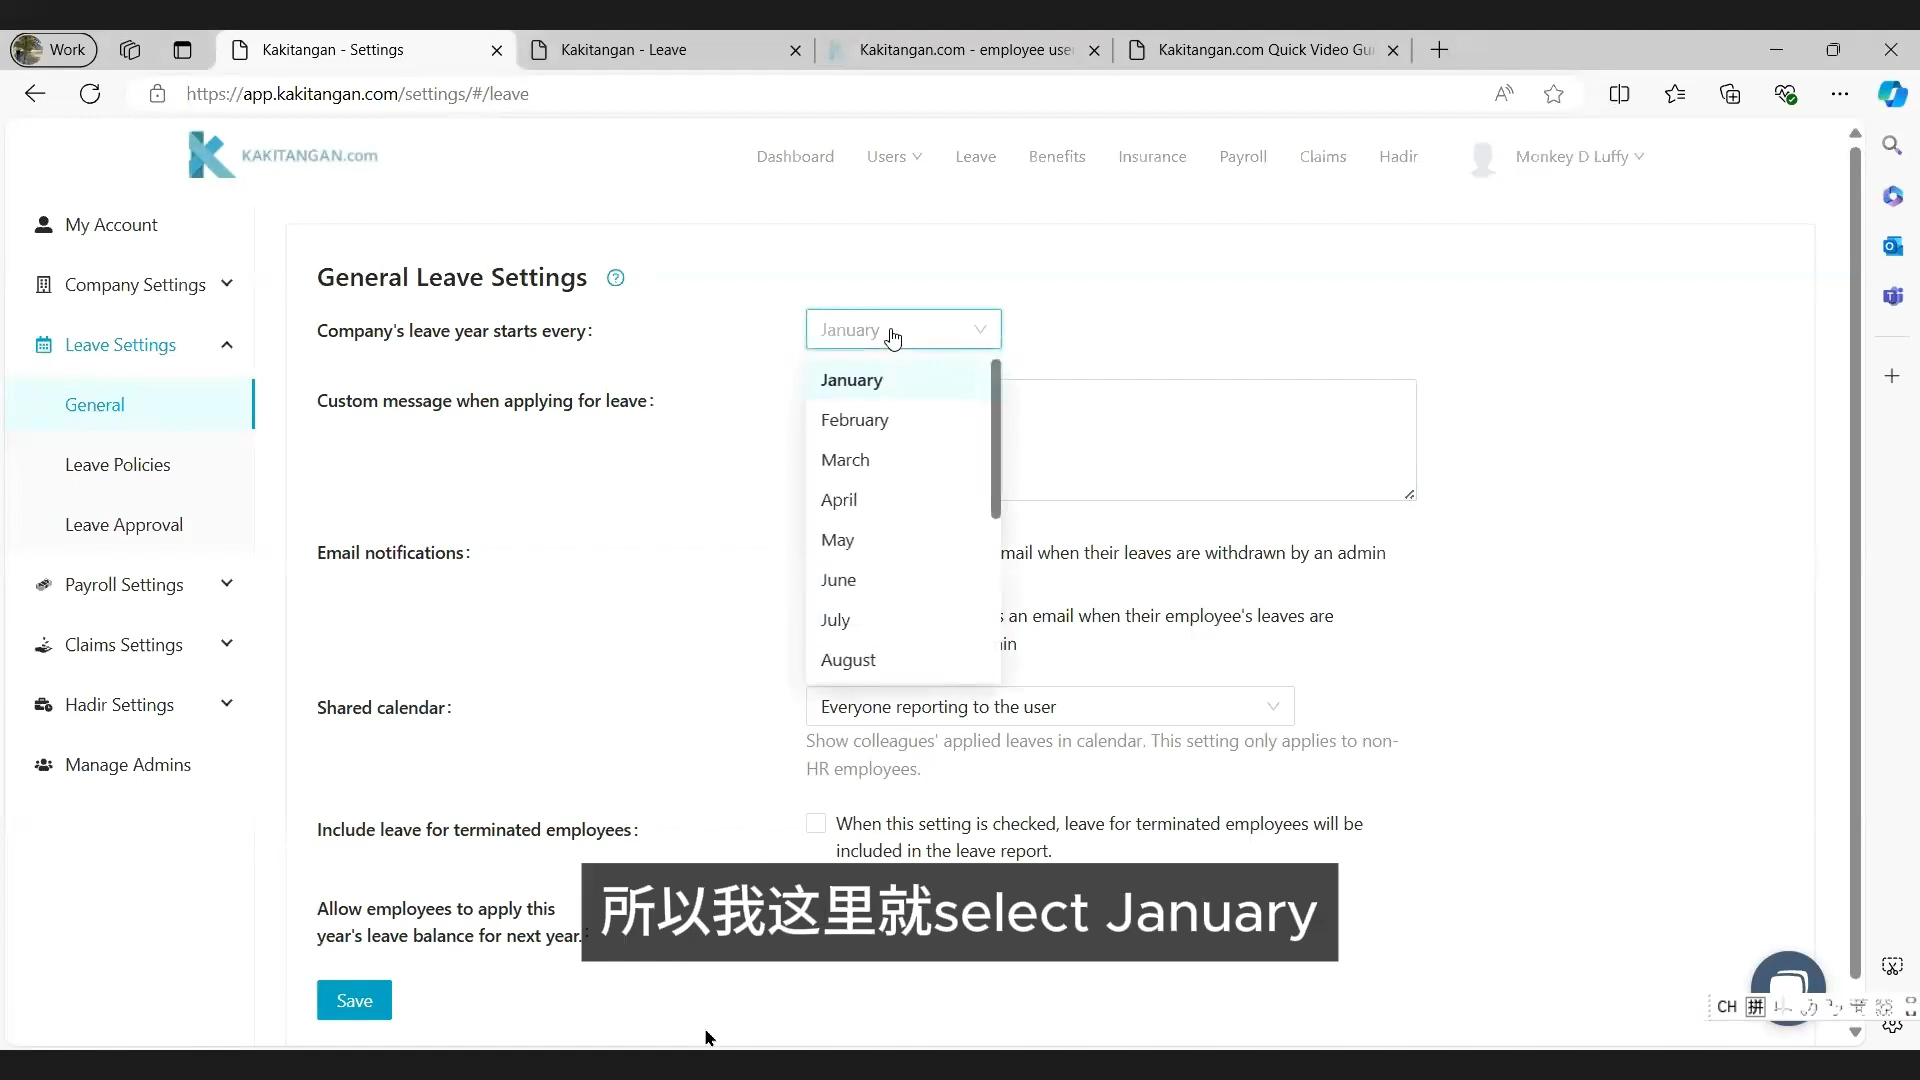 Work
Kakitangan - Settings
Kakitangan - Leave
Kakitangan.com - employee use
Kakitangan.com Quick Video Gu
https://app.kakitangan.com/settings/#/leave
KAKITANGAN.com
Dashboard
Users
Leave
Benefits
Insurance
Payroll
Claims
Hadir
Monkey D Luffy
My Account
Company Settings
Leave Settings
General
Leave Policies
Leave Approval
Payroll Settings
Claims Settings
Hadir Settings
Manage Admins
General Leave Settings
Company's leave year starts every:
January
January
February
March
April
May
June
July
August
Custom message when applying for leave:
Email notifications:
mail when their leaves are withdrawn by an admin
s an email when their employee's leaves are
in
Shared calendar:
Everyone reporting to the user
Show colleagues' applied leaves in calendar. This setting only applies to non-
HR employees.
Include leave for terminated employees:
When this setting is checked, leave for terminated employees will be
included in the leave report.
Allow employees to apply this
year's leave balance for next year.:
所以我这里就select January
Save
CH 拼